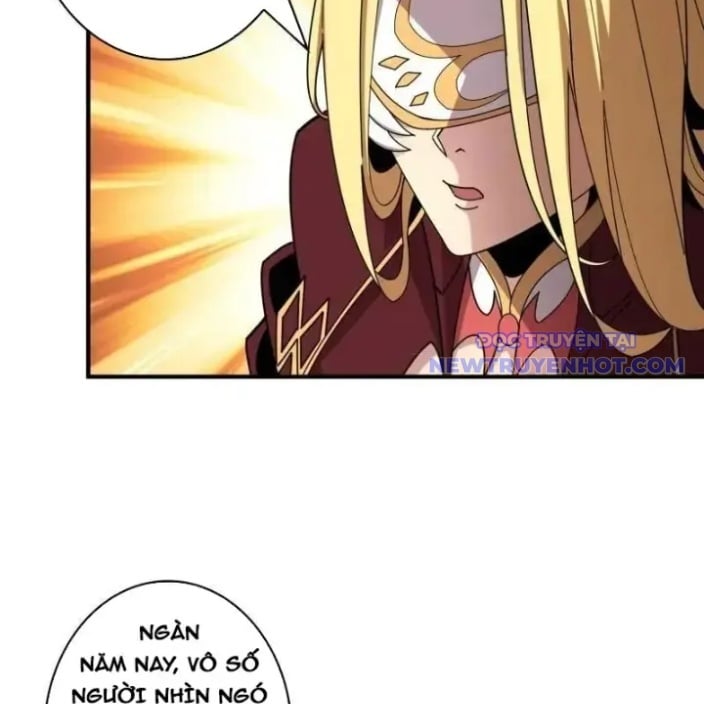 ĐỌC TRUYỆN TẠI
NEWTRUYENHOT.COM
NGÀN
NĂM NAY, VÔ SỐ
NGƯỜI NHÌN NGÓ